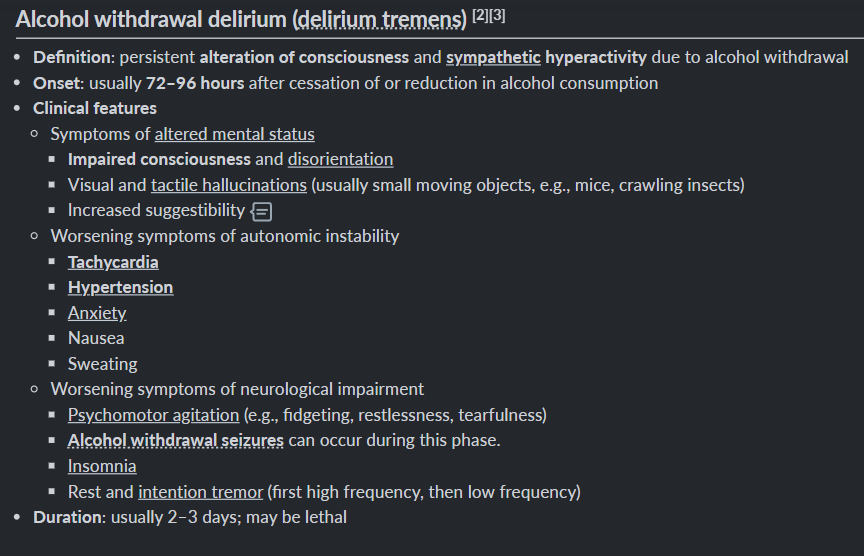 Alcohol withdrawal delirium (delirium tremens) [2][3]
• Definition: persistent alteration of consciousness and sympathetic hyperactivity due to alcohol withdrawal
• Onset: usually 72–96 hours after cessation of or reduction in alcohol consumption
• Clinical features
○ Symptoms of altered mental status
▪ Impaired consciousness and disorientation
▪ Visual and tactile hallucinations (usually small moving objects, e.g., mice, crawling insects)
▪ Increased suggestibility
○ Worsening symptoms of autonomic instability
▪ Tachycardia
▪ Hypertension
▪ Anxiety
▪ Nausea
▪ Sweating
○ Worsening symptoms of neurological impairment
▪ Psychomotor agitation (e.g., fidgeting, restlessness, tearfulness)
▪ Alcohol withdrawal seizures can occur during this phase.
▪ Insomnia
▪ Rest and intention tremor (first high frequency, then low frequency)
• Duration: usually 2–3 days; may be lethal